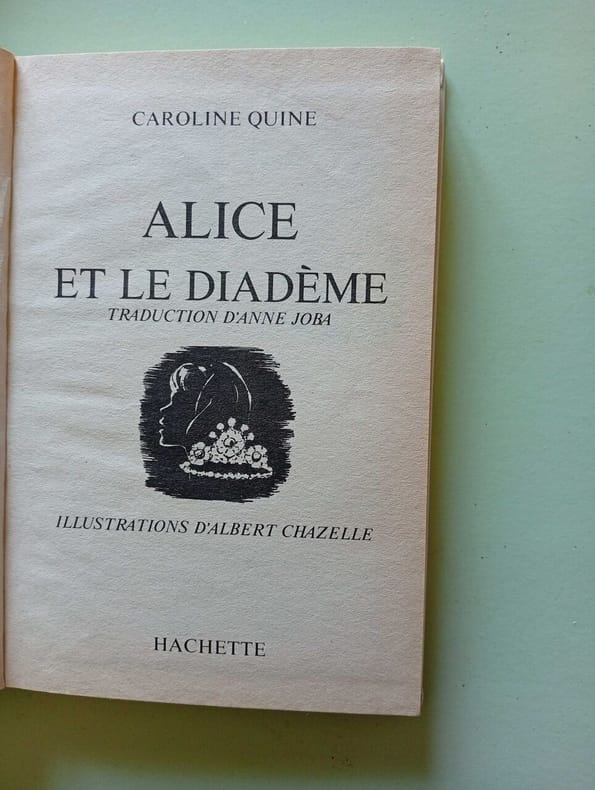 CAROLINE QUINE
ALICE
ET LE DIADÈME
TRADUCTION D'ANNE JOBA
ILLUSTRATIONS D'ALBERT CHAZELLE
HACHETTE